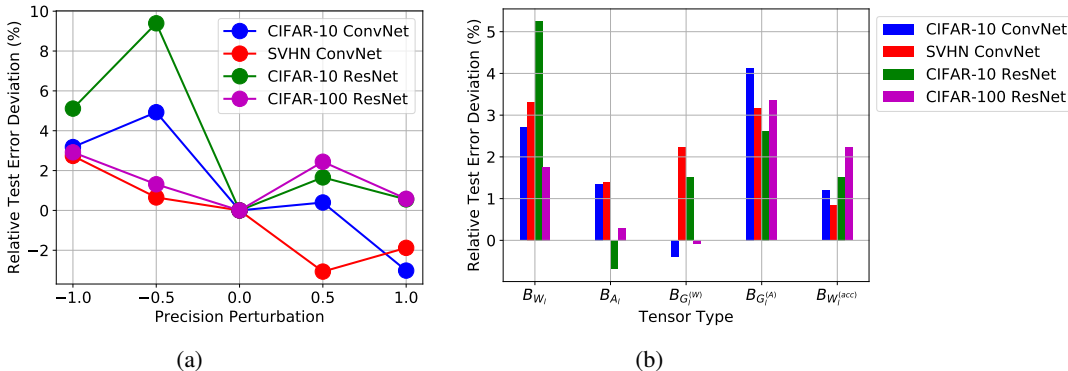 10
8
6
4
2
0
−2
−1.0
−0.5
0.0
0.5
1.0
Relative Test Error Deviation (%)
Precision Perturbation
CIFAR-10 ConvNet
SVHN ConvNet
CIFAR-10 ResNet
CIFAR-100 ResNet
(a)
5
4
3
2
1
0
Relative Test Error Deviation (%)
B_{W_l}
B_{A_l}
B_{G_l^{(W)}}
B_{G_l^{(A)}}
B_{W_l^{(acc)}}
Tensor Type
CIFAR-10 ConvNet
SVHN ConvNet
CIFAR-10 ResNet
CIFAR-100 ResNet
(b)